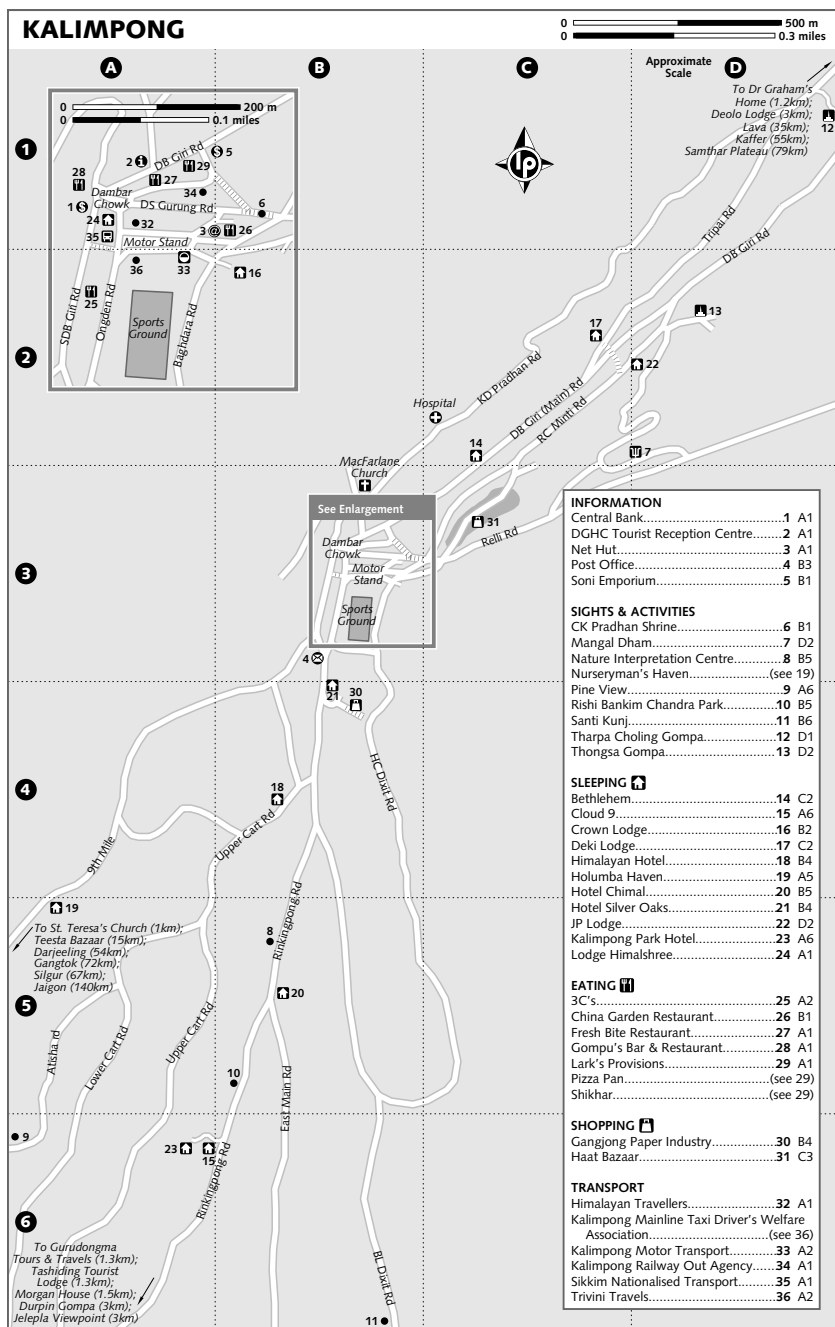 KALIMPONG
0 500 m
0 0.3 miles
Approximate
Scale
A
B
C
D
1
2
3
4
5
6
To Dr Graham's
Home (1.2km);
Deolo Lodge (3km);
Lava (35km);
Kaffer (55km);
Samthar Plateau (79km)
12
0 200 m
0 0.1 miles
DB Giri Rd
2
5
29
28
27
34
Dambar
Chowk
DS Gurung Rd
6
1
24
32
3
26
35
Motor Stand
36
33
16
25
SDB Giri Rd
Ongden Rd
Sports
Ground
Baghdara Rd
lp
Tripai Rd
DB Giri Rd
13
17
22
KD Pradhan Rd
Hospital
DB Giri (Main) Rd
RC Minti Rd
14
7
MacFarlane
Church
See Enlargement
31
Relli Rd
Dambar
Chowk
Motor
Stand
Sports
Ground
4
21
30
HC Dixit Rd
18
Upper Cart Rd
9th Mile
19
To St. Teresa's Church (1km);
Teesta Bazaar (15km);
Darjeeling (54km);
Gangtok (72km);
Silgur (67km);
Jaigon (140km)
Rinkingpong Rd
8
20
Atisha rd
Lower Cart Rd
Upper Cart Rd
10
East Main Rd
9
23
15
Rinkingpong Rd
To Gurudongma
Tours & Travels (1.3km);
Tashiding Tourist
Lodge (1.3km);
Morgan House (1.5km);
Durpin Gompa (3km);
Jelepla Viewpoint (3km)
BL Dixit Rd
11
INFORMATION
Central Bank.......................................1 A1
DGHC Tourist Reception Centre.......2 A1
Net Hut..............................................3 A1
Post Office.........................................4 B3
Soni Emporium..................................5 B1
SIGHTS & ACTIVITIES
CK Pradhan Shrine.............................6 B1
Mangal Dham....................................7 D2
Nature Interpretation Centre.............8 B5
Nurseryman's Haven....................(see 19)
Pine View..........................................9 A6
Rishi Bankim Chandra Park.............10 B5
Santi Kunj........................................11 B6
Tharpa Choling Gompa...................12 D1
Thongsa Gompa..............................13 D2
SLEEPING
Bethlehem.......................................14 C2
Cloud 9...........................................15 A6
Crown Lodge..................................16 B2
Deki Lodge......................................17 C2
Himalayan Hotel..............................18 B4
Holumba Haven..............................19 A5
Hotel Chimal...................................20 B5
Hotel Silver Oaks.............................21 B4
JP Lodge..........................................22 D2
Kalimpong Park Hotel.....................23 A6
Lodge Himalshree...........................24 A1
EATING
3C's.................................................25 A2
China Garden Restaurant................26 B1
Fresh Bite Restaurant.......................27 A1
Gompu's Bar & Restaurant..............28 A1
Lark's Provisions..............................29 A1
Pizza Pan......................................(see 29)
Shikhar.........................................(see 29)
SHOPPING
Gangjong Paper Industry................30 B4
Haat Bazaar.....................................31 C3
TRANSPORT
Himalayan Travellers.......................32 A1
Kalimpong Mainline Taxi Driver's Welfare
Association................................(see 36)
Kalimpong Motor Transport............33 A2
Kalimpong Railway Out Agency......34 A1
Sikkim Nationalised Transport.........35 A1
Trivini Travels..................................36 A2